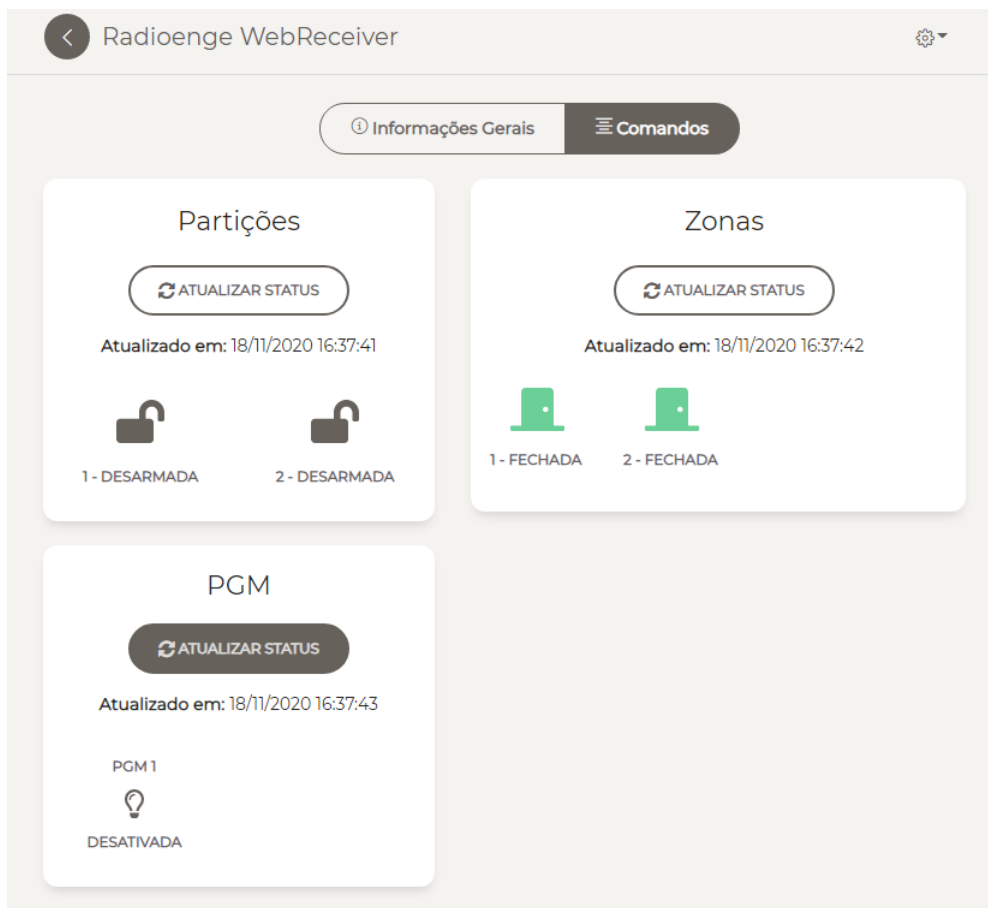 Radioenge WebReceiver
Informações Gerais
Comandos
Partições
ATUALIZAR STATUS
Atualizado em: 18/11/2020 16:37:41
1 - DESARMADA
2 - DESARMADA
Zonas
ATUALIZAR STATUS
Atualizado em: 18/11/2020 16:37:42
1 - FECHADA
2 - FECHADA
PGM
ATUALIZAR STATUS
Atualizado em: 18/11/2020 16:37:43
PGM 1
DESATIVADA